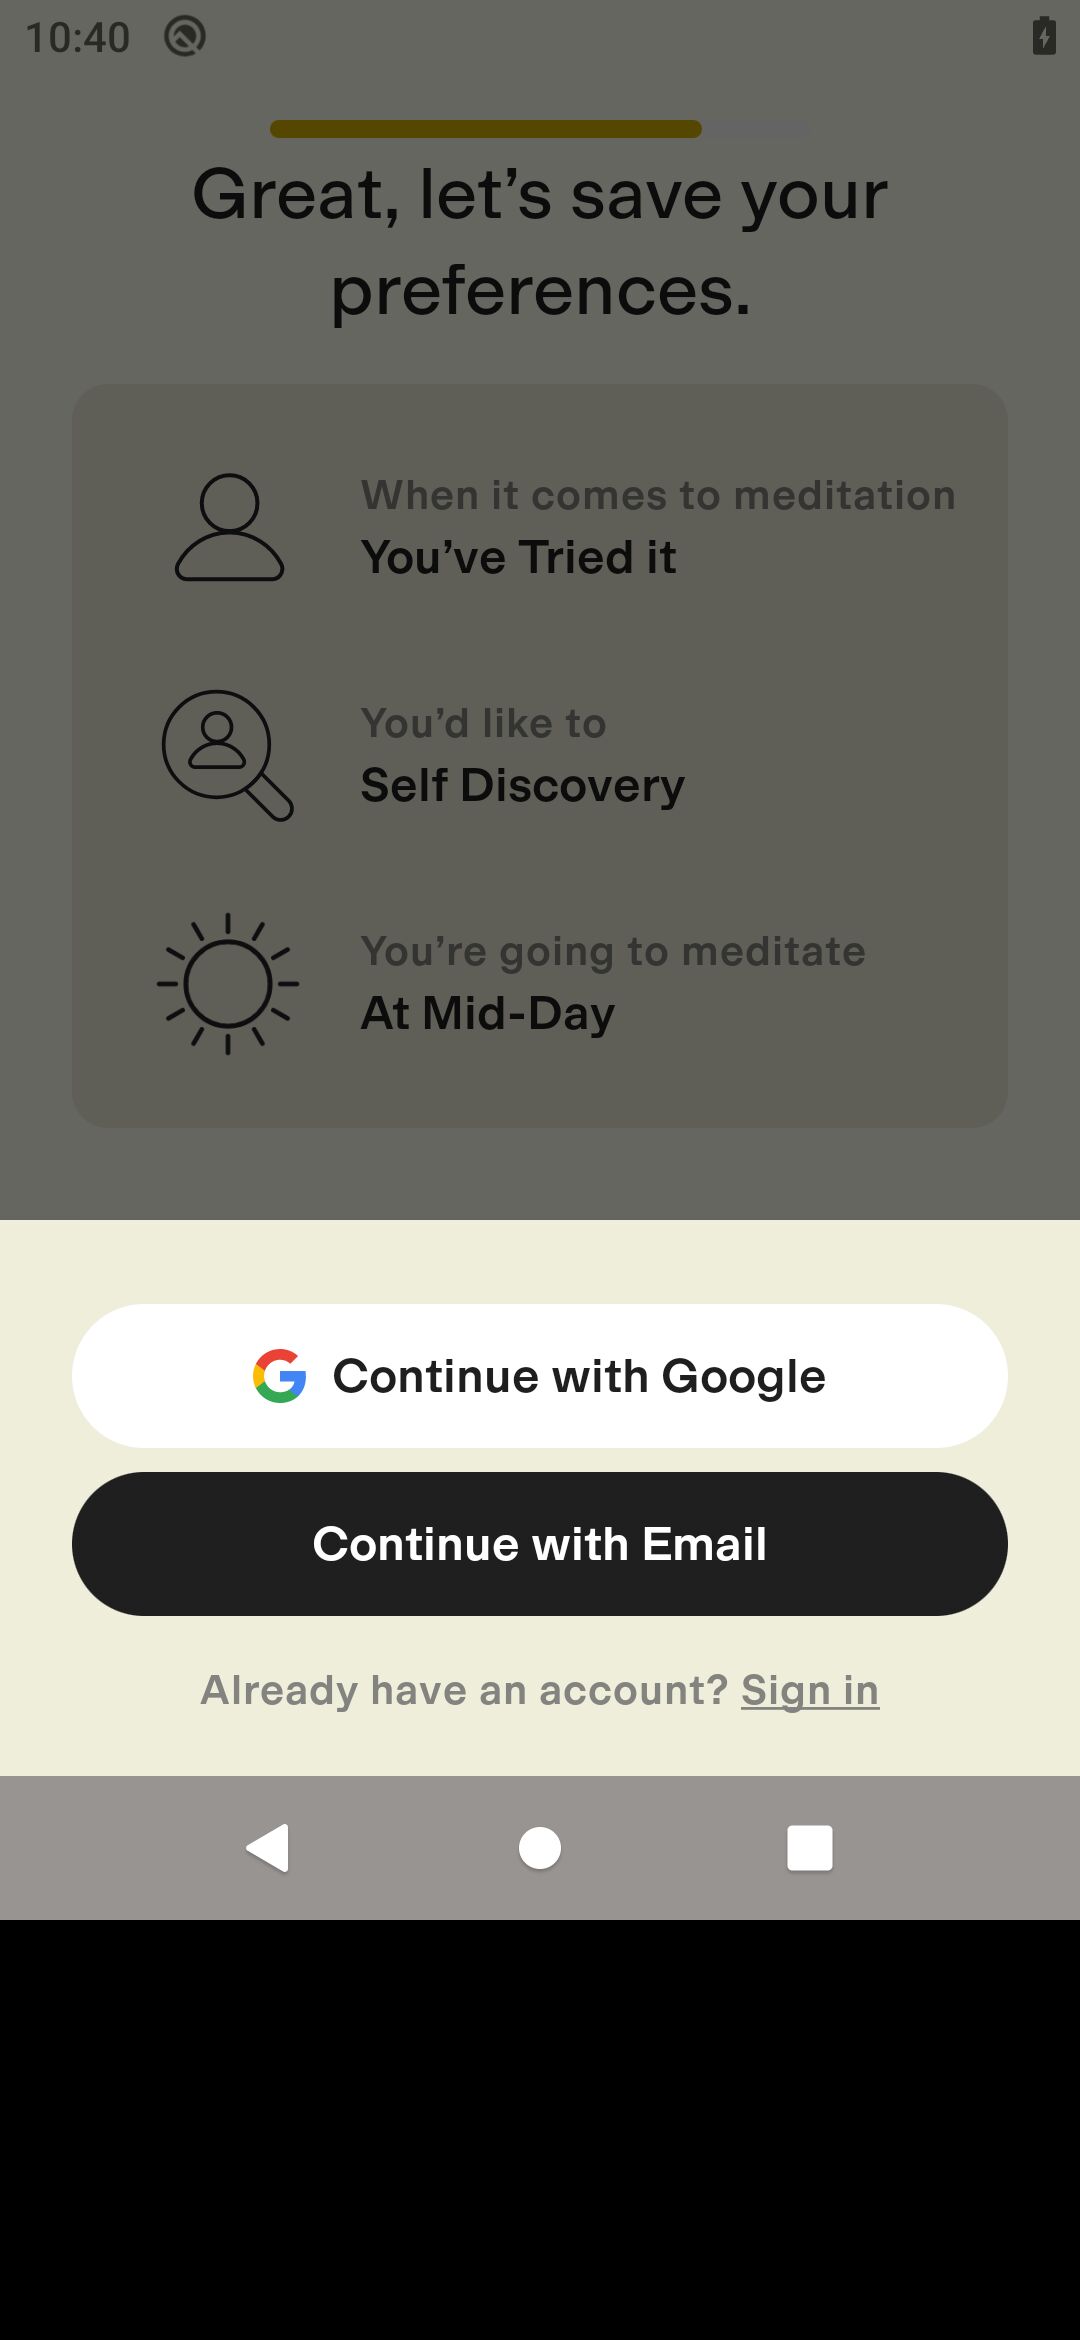 10:40
Great, let’s save your
preferences.
When it comes to meditation
You’ve Tried it
You’d like to
Self Discovery
You’re going to meditate
At Mid-Day
Continue with Google
Continue with Email
Already have an account? Sign in